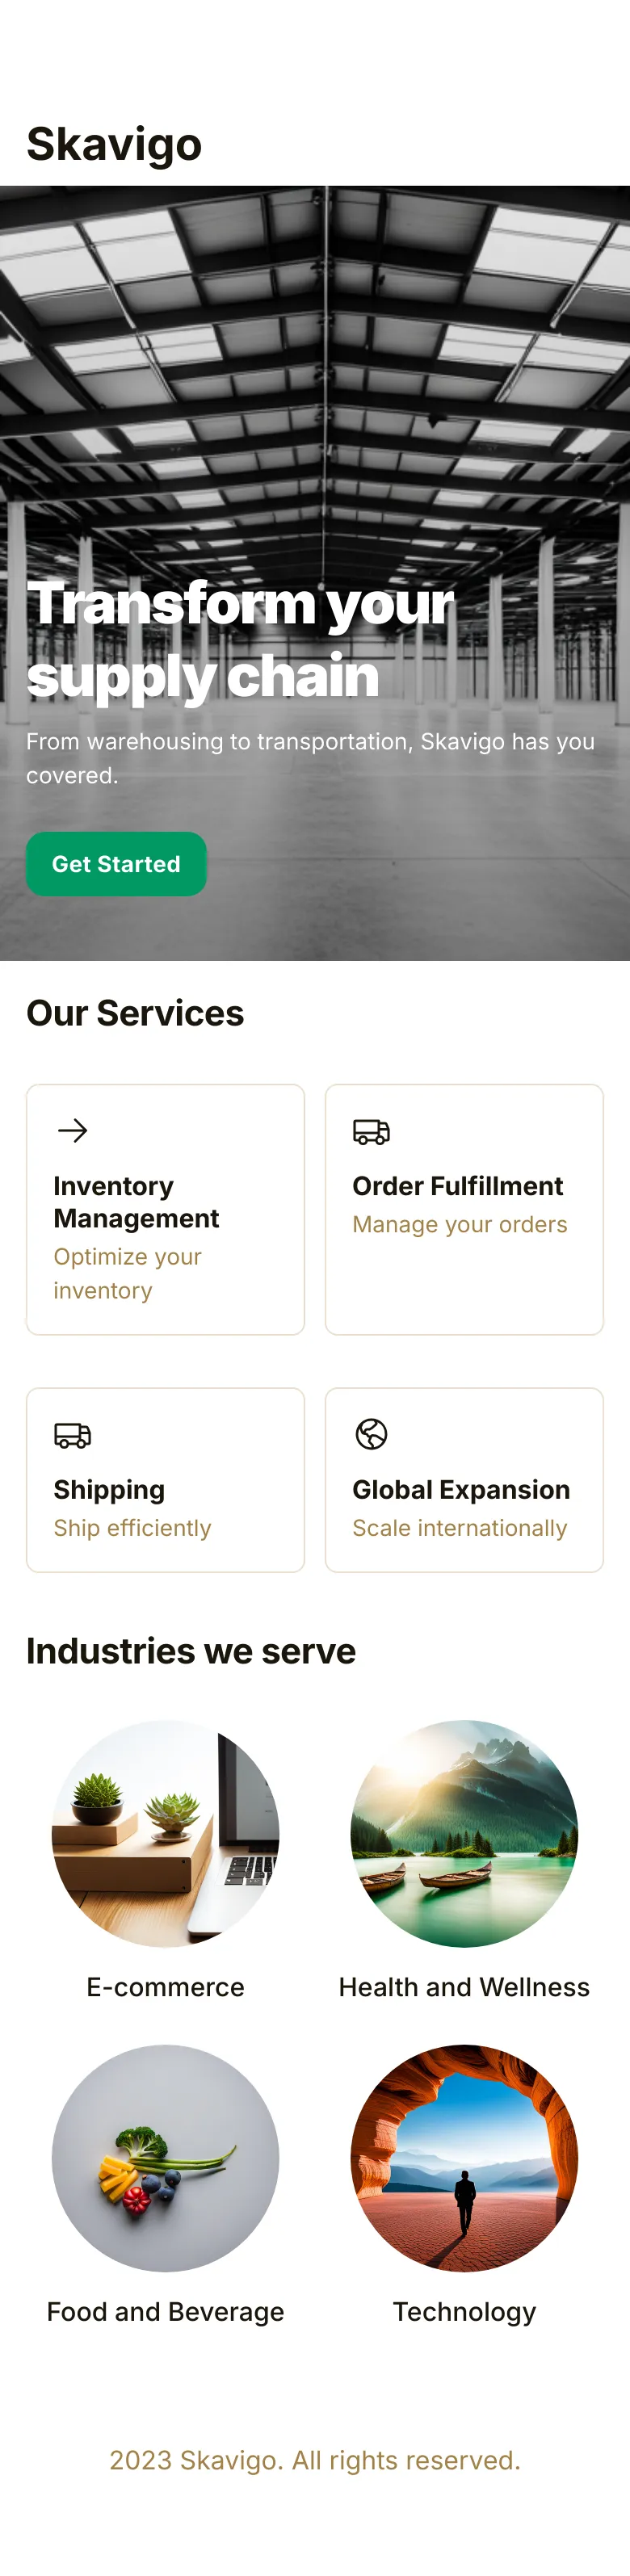 Skavigo
Transform your
supply chain
From warehousing to transportation, Skavigo has you
covered.
Get Started
Our Services
Inventory
Management
Optimize your
inventory
Order Fulfillment
Manage your orders
Shipping
Ship efficiently
Global Expansion
Scale internationally
Industries we serve
E-commerce
Health and Wellness
Food and Beverage
Technology
2023 Skavigo. All rights reserved.